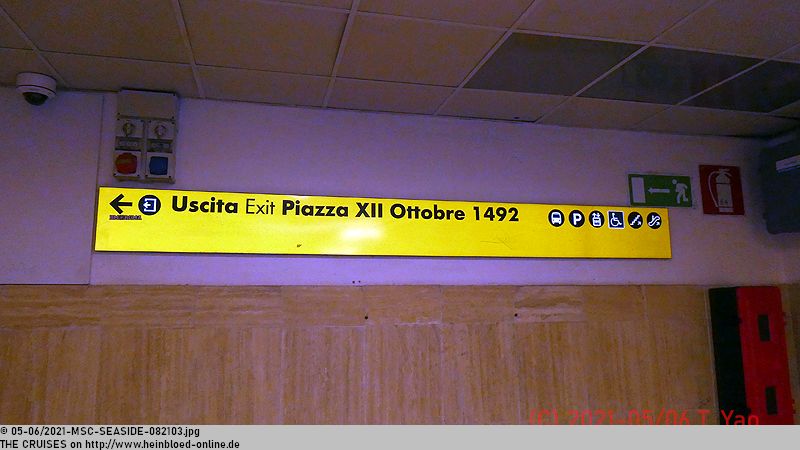 Uscita Exit Piazza XII Ottobre 1492
P
(C) 2021-05/06 T. Yan
© 05-06/2021-MSC-SEASIDE-082103.jpg
THE CRUISES on http://www.heinbloed-online.de